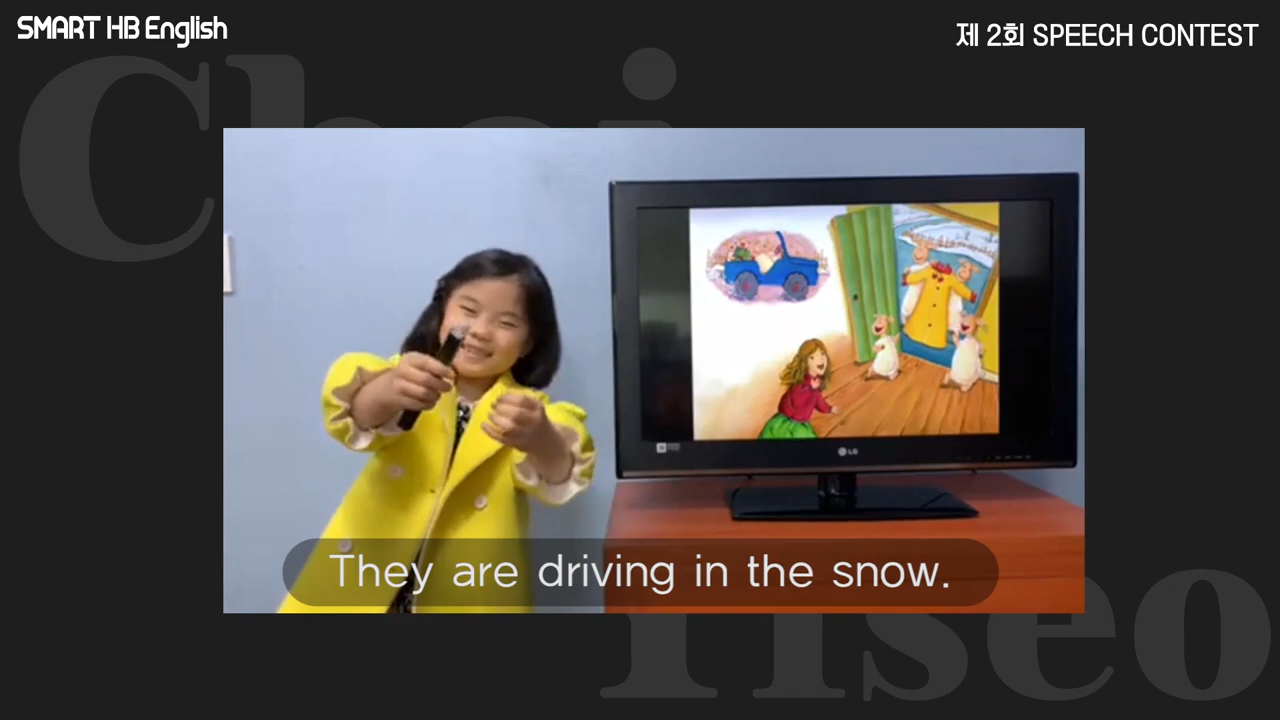 SMART HB English
제 2회 SPEECH CONTEST
LG
They are driving in the snow.